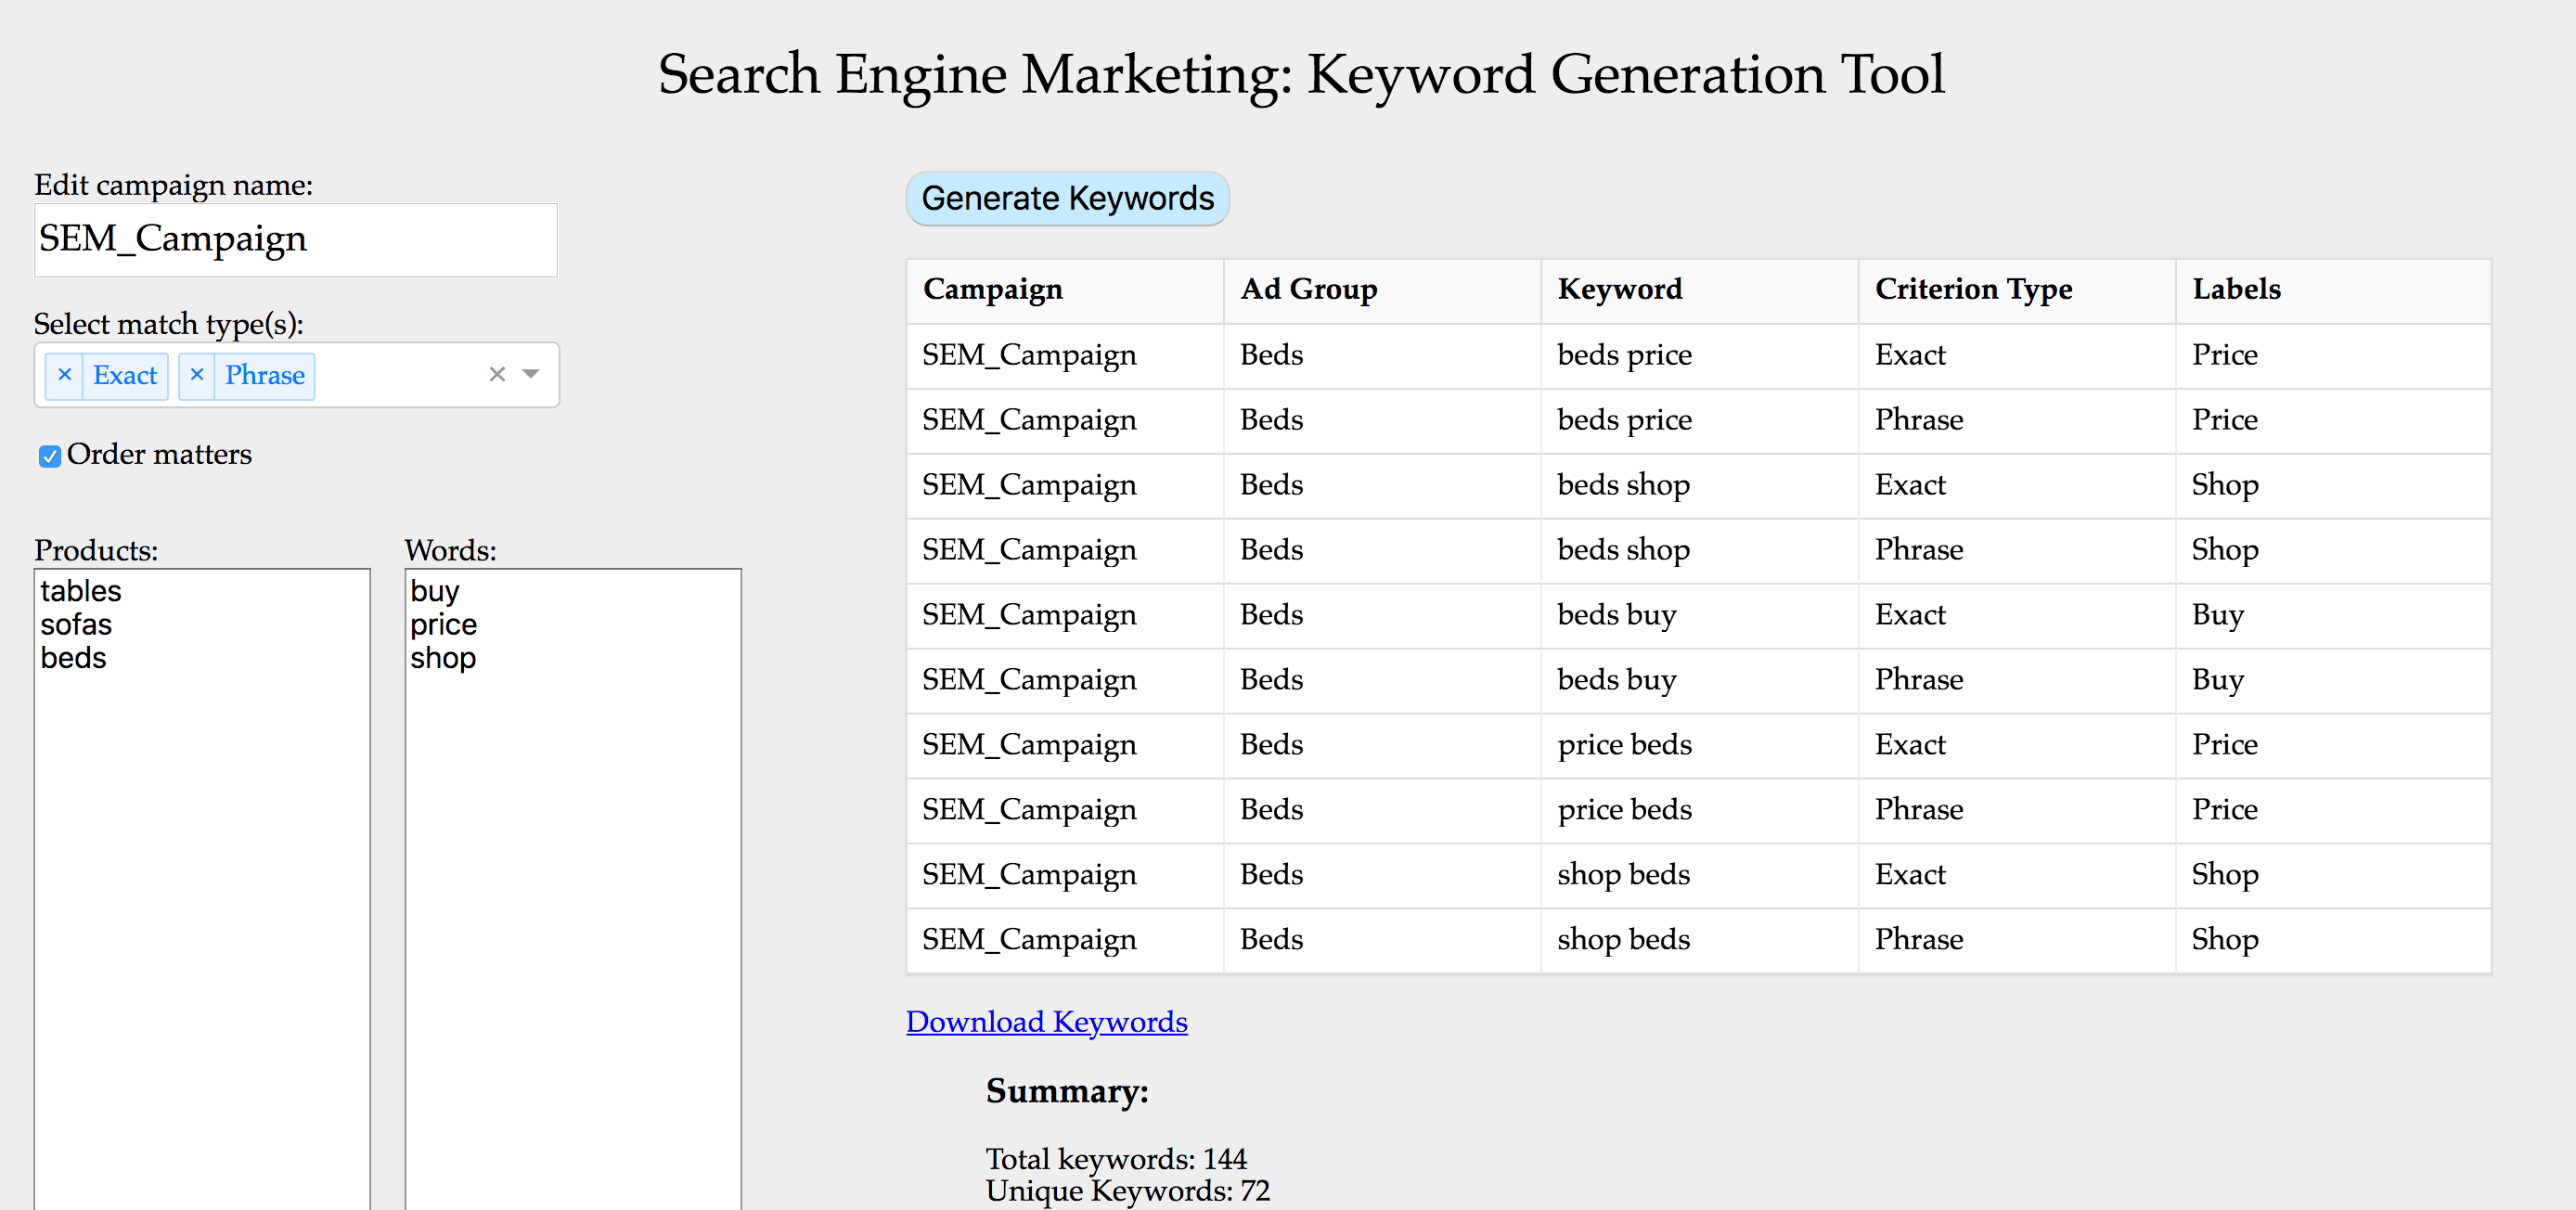 Search Engine Marketing: Keyword Generation Tool
Edit campaign name:
SEM_Campaign
Select match type(s):
× Exact × Phrase ×
Order matters
Products:
tables
sofas
beds
Words:
buy
price
shop
Generate Keywords
Campaign Ad Group Keyword Criterion Type Labels
SEM_Campaign Beds beds price Exact Price
SEM_Campaign Beds beds price Phrase Price
SEM_Campaign Beds beds shop Exact Shop
SEM_Campaign Beds beds shop Phrase Shop
SEM_Campaign Beds beds buy Exact Buy
SEM_Campaign Beds beds buy Phrase Buy
SEM_Campaign Beds price beds Exact Price
SEM_Campaign Beds price beds Phrase Price
SEM_Campaign Beds shop beds Exact Shop
SEM_Campaign Beds shop beds Phrase Shop
Download Keywords
Summary:
Total keywords: 144
Unique Keywords: 72